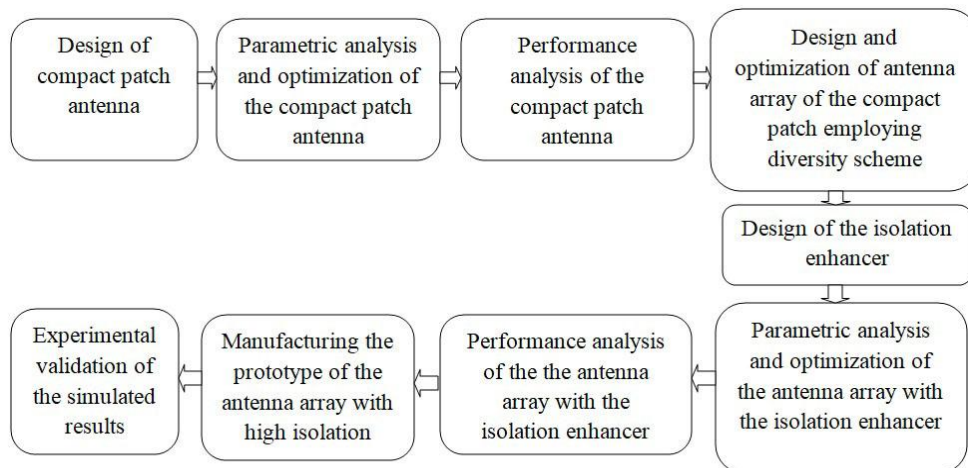 Design of
compact patch
antenna
Parametric analysis
and optimization of
the compact patch
antenna
Performance
analysis of the
compact patch
antenna
Design and
optimization of antenna
array of the compact
patch employing
diversity scheme
Design of the isolation
enhancer
Parametric analysis
and optimization of
the antenna array with
the isolation enhancer
Performance analysis
of the the antenna
array with the
isolation enhancer
Manufacturing the
prototype of the
antenna array with
high isolation
Experimental
validation of
the simulated
results